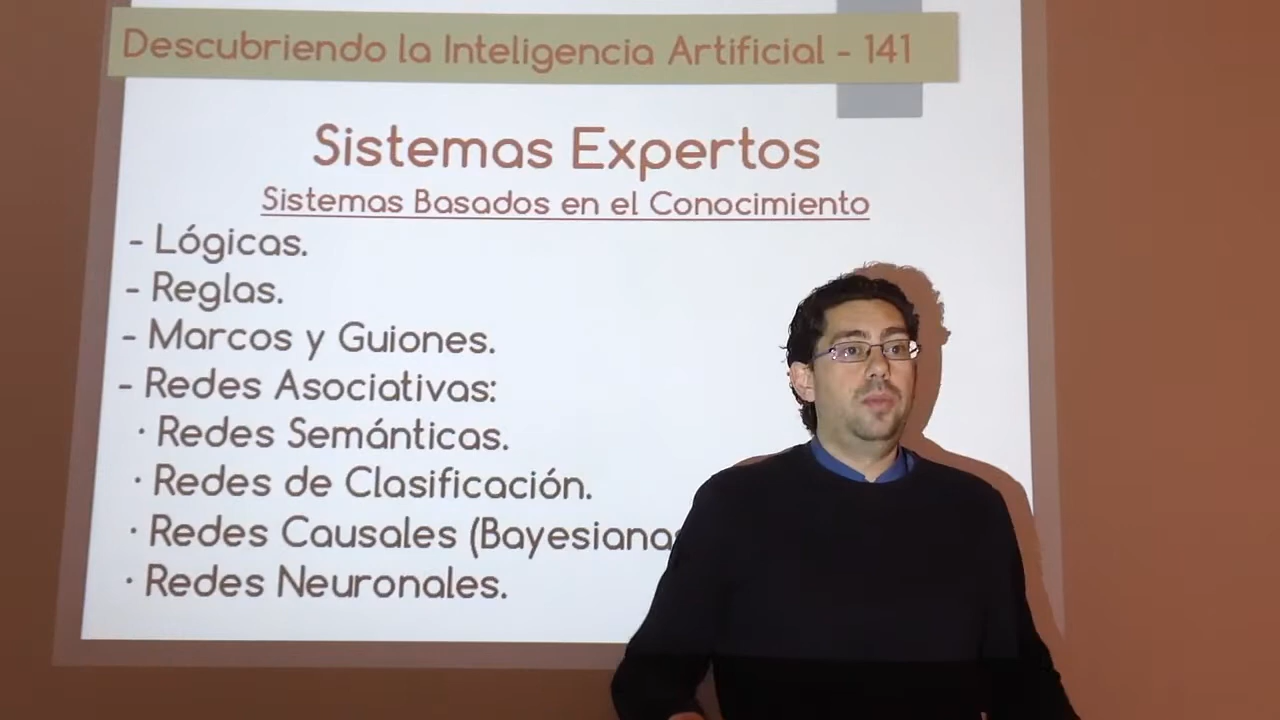 Descubriendo la Inteligencia Artificial - 141
Sistemas Expertos
Sistemas Basados en el Conocimiento
- Lógicas.
- Reglas.
- Marcos y Guiones.
- Redes Asociativas:
· Redes Semánticas.
· Redes de Clasificación.
· Redes Causales (Bayesianas
· Redes Neuronales.